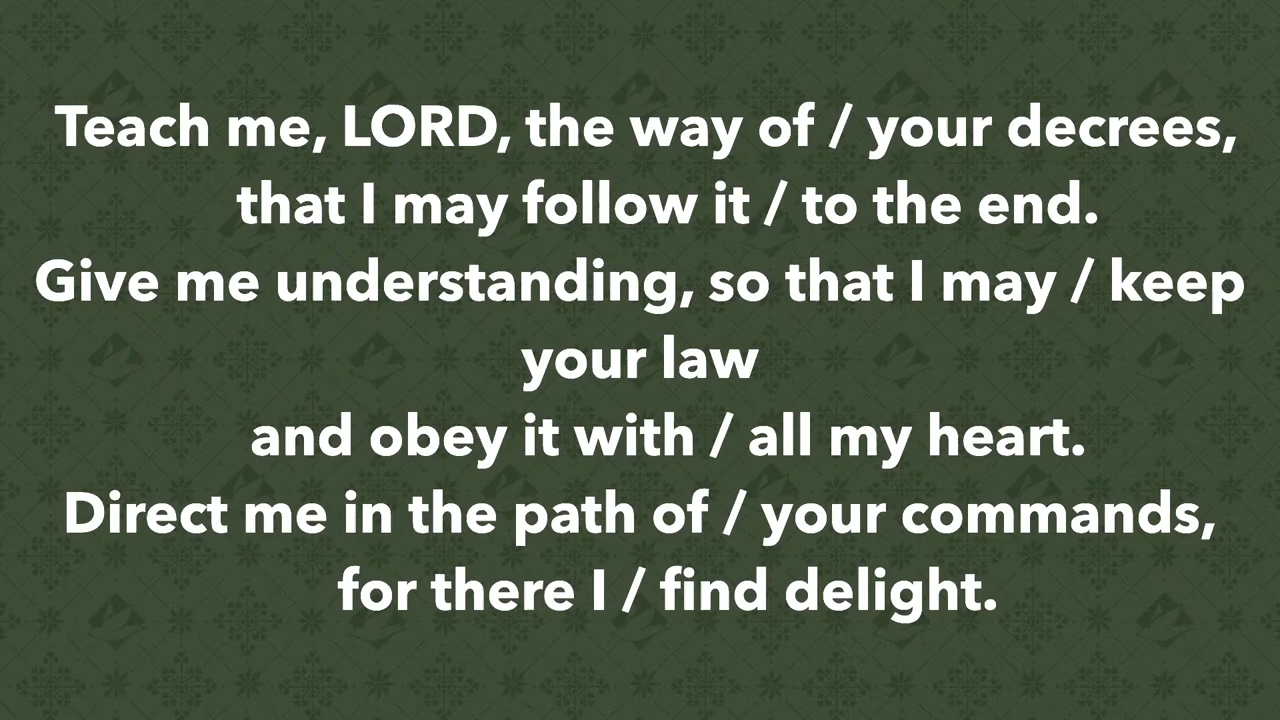 Teach me, LORD, the way of / your decrees,
that I may follow it / to the end.
Give me understanding, so that I may / keep
your law
and obey it with / all my heart.
Direct me in the path of / your commands,
for there I / find delight.